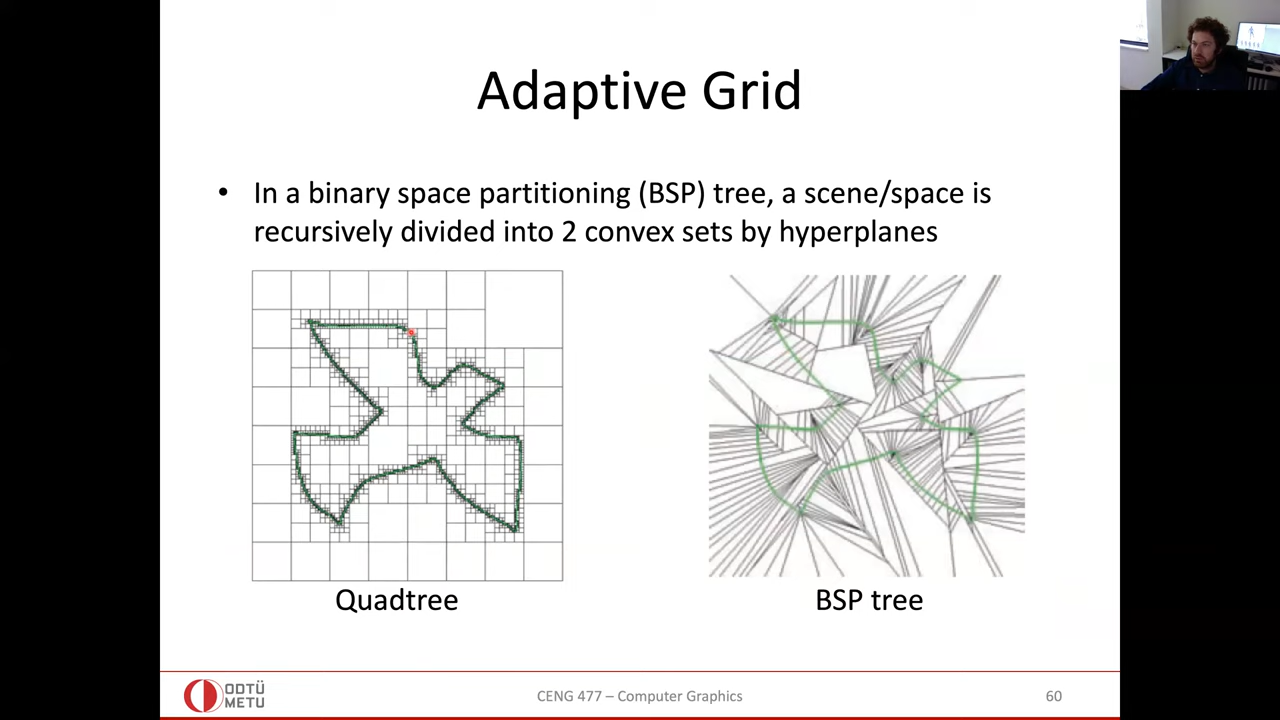 Adaptive Grid
• In a binary space partitioning (BSP) tree, a scene/space is
recursively divided into 2 convex sets by hyperplanes
Quadtree
BSP tree
ODTÜ
METU
CENG 477 – Computer Graphics
60